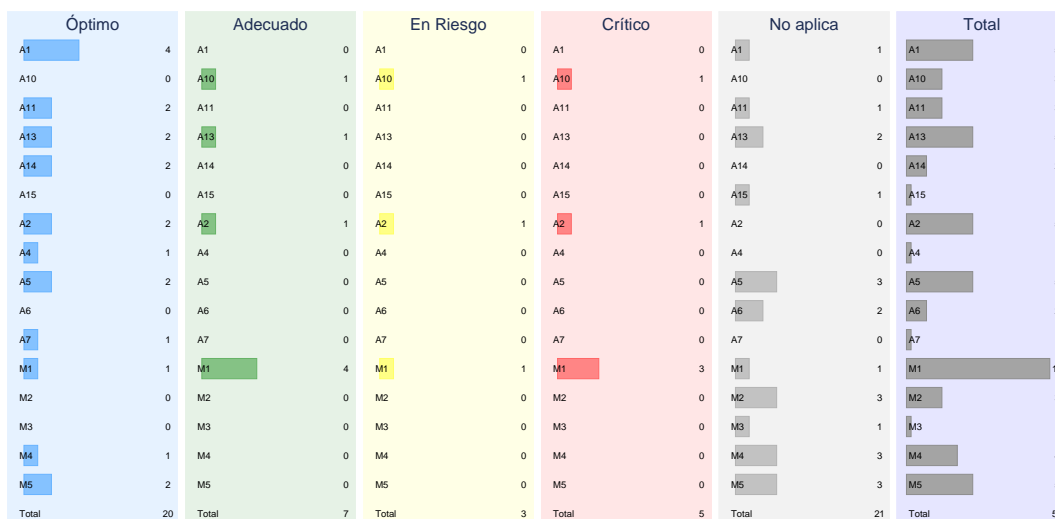 Óptimo Adecuado En Riesgo Crítico No aplica Total
A1 4 A1 0 A1 0 A1 0 A1 1 A1
A10 0 A10 1 A10 1 A10 1 A10 0 A10
A11 2 A11 0 A11 0 A11 0 A11 1 A11
A13 2 A13 1 A13 0 A13 0 A13 2 A13
A14 2 A14 0 A14 0 A14 0 A14 0 A14
A15 0 A15 0 A15 0 A15 0 A15 1 A15
A2 2 A2 1 A2 1 A2 1 A2 0 A2
A4 1 A4 0 A4 0 A4 0 A4 0 A4
A5 2 A5 0 A5 0 A5 0 A5 3 A5
A6 0 A6 0 A6 0 A6 0 A6 2 A6
A7 1 A7 0 A7 0 A7 0 A7 0 A7
M1 1 M1 4 M1 1 M1 3 M1 1 M1
M2 0 M2 0 M2 0 M2 0 M2 3 M2
M3 0 M3 0 M3 0 M3 0 M3 1 M3
M4 1 M4 0 M4 0 M4 0 M4 3 M4
M5 2 M5 0 M5 0 M5 0 M5 3 M5
Total 20 Total 7 Total 3 Total 5 Total 21 Total